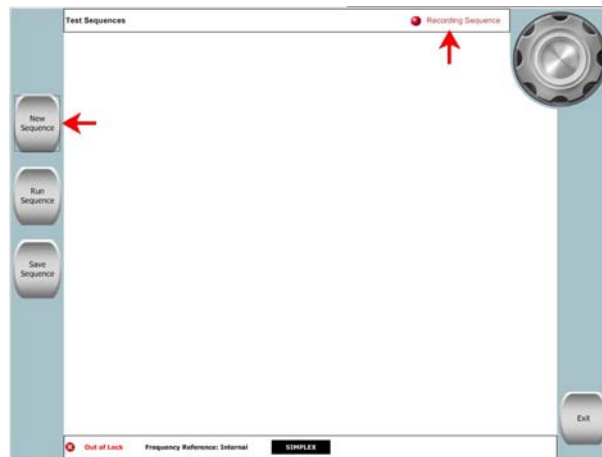 Test Sequences
Recording Sequence
New
Sequence
Run
Sequence
Save
Sequence
Exit
Out of Lock Frequency Reference: Internal SIMPLEX